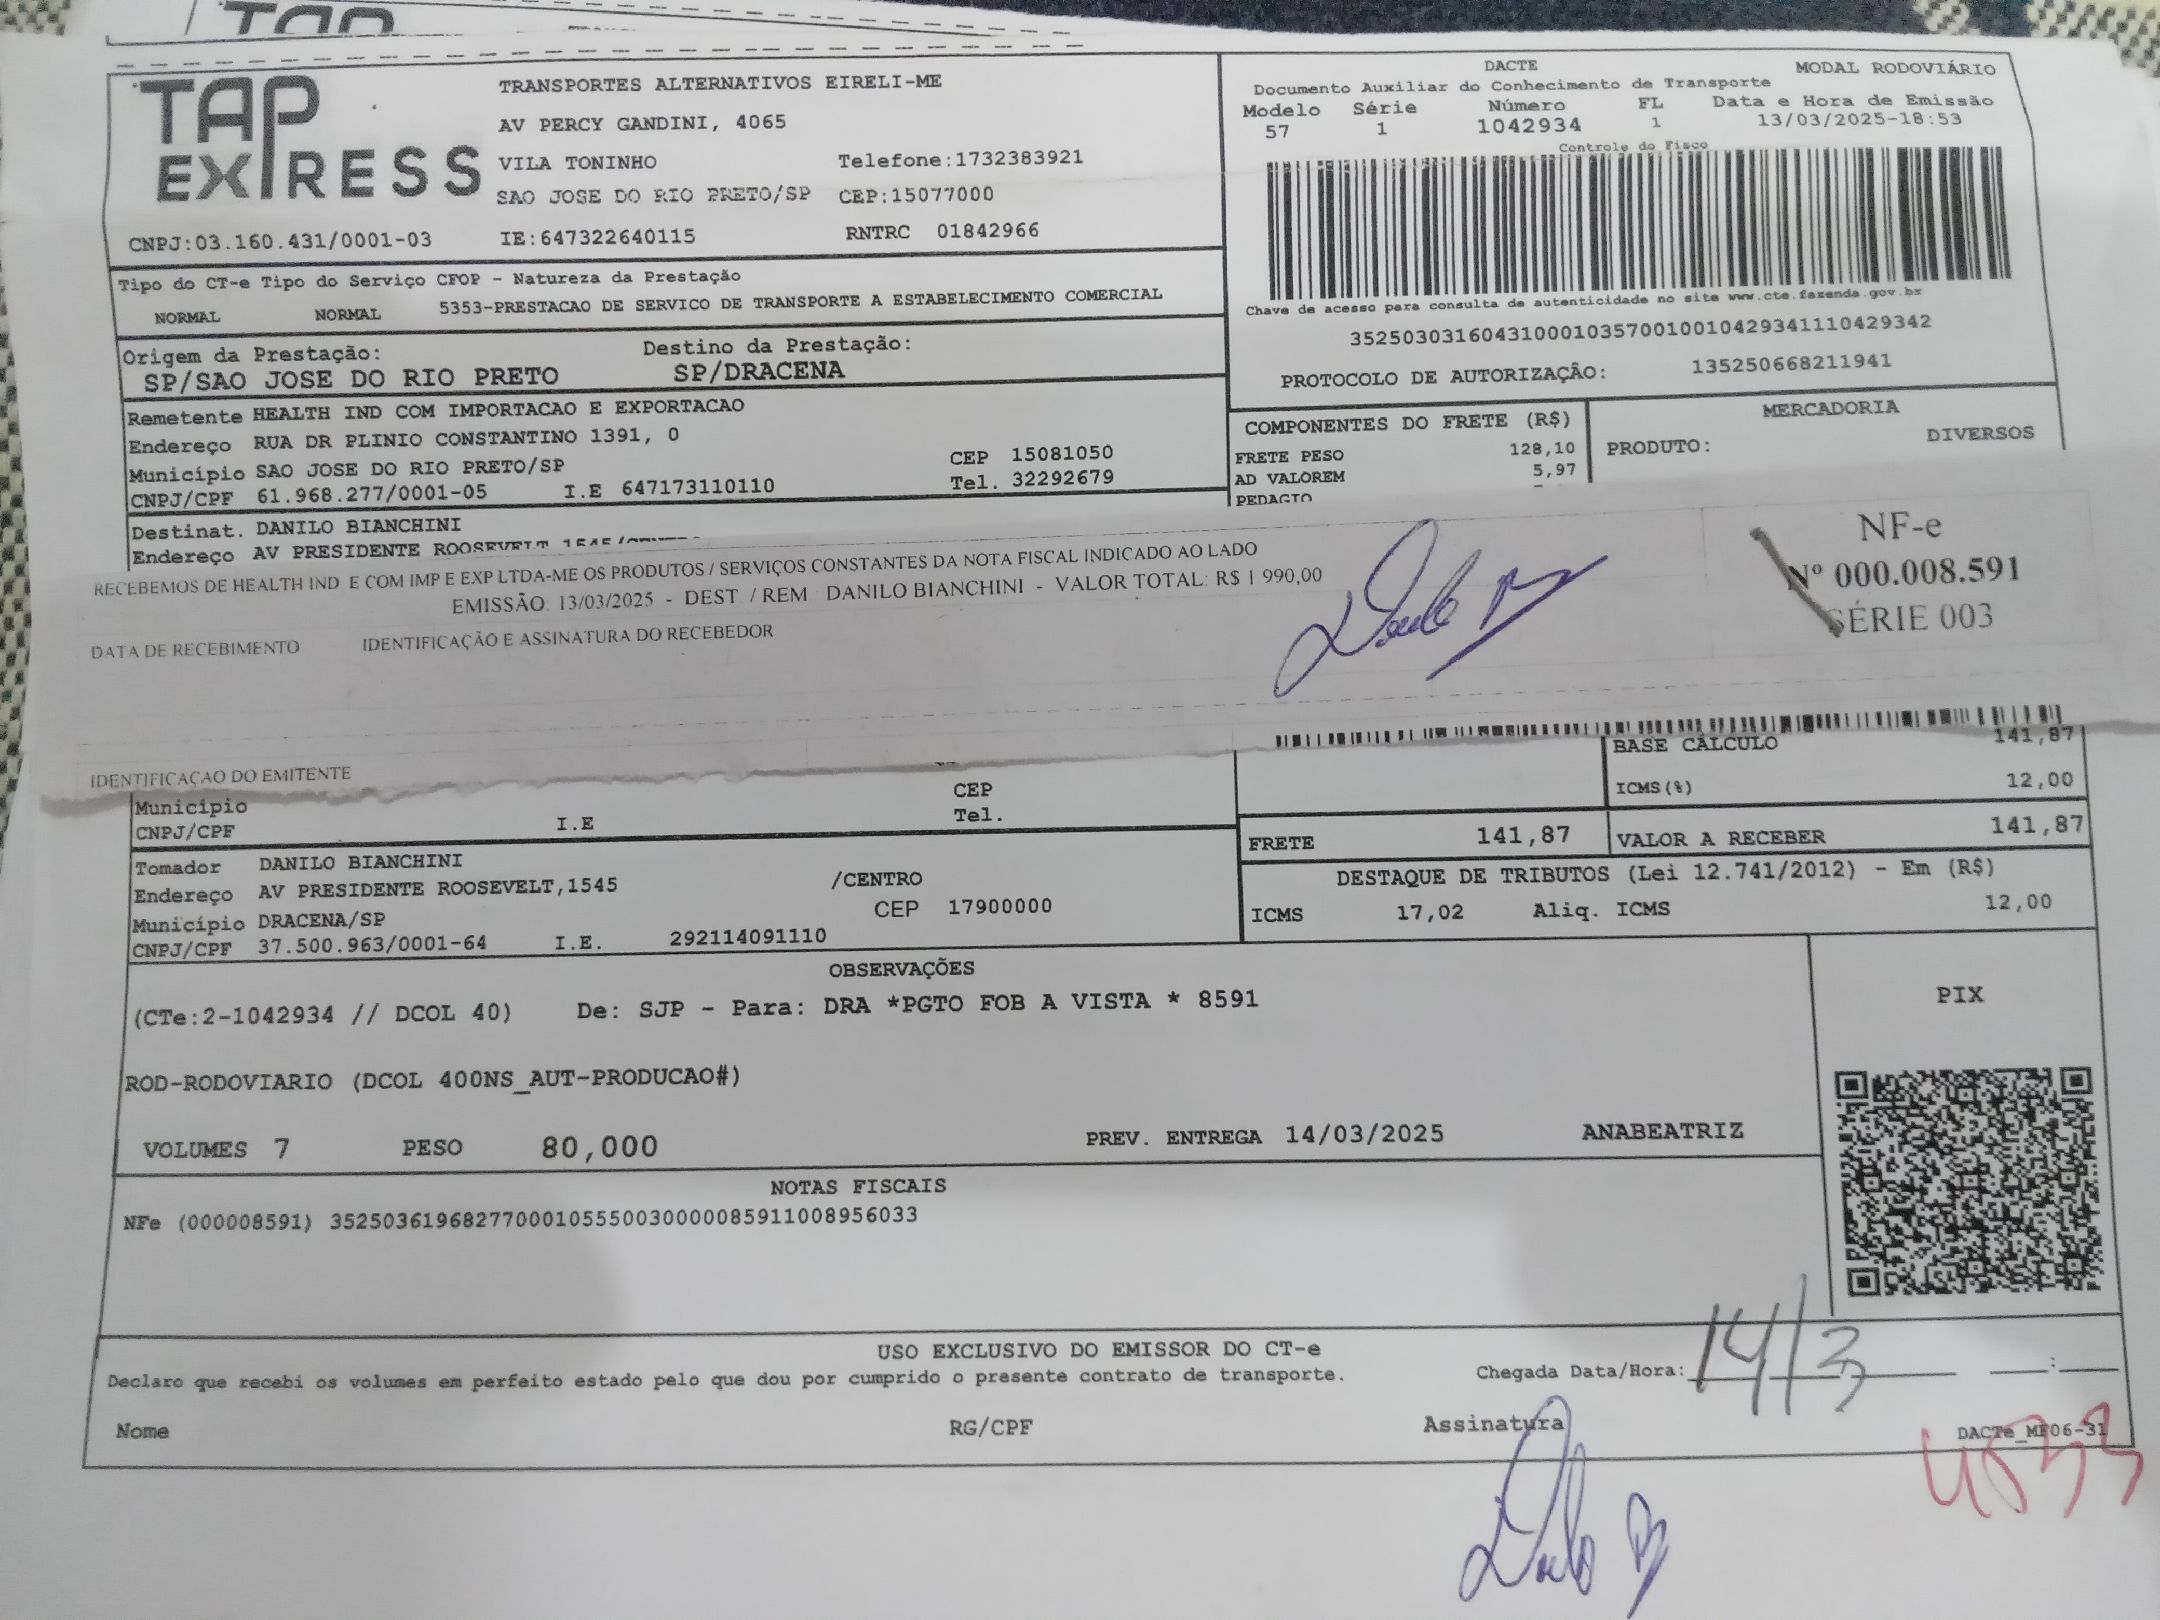 TAP
TAP EXPRESS
TRANSPORTES ALTERNATIVOS EIRELI-ME
AV PERCY GANDINI, 4065
VILA TONINHO Telefone:1732383921
SAO JOSE DO RIO PRETO/SP CEP:15077000
CNPJ:03.160.431/0001-03 IE:647322640115 RNTRC 01842966
DACTE MODAL RODOVIÁRIO
Documento Auxiliar do Conhecimento de Transporte
Modelo Série Número FL Data e Hora de Emissão
57 1 1042934 1 13/03/2025-18:53
Controle do Fisco
Chave de acesso para consulta de autenticidade no site www.cte.fazenda.gov.br
35250303160431000103570010010429341110429342
PROTOCOLO DE AUTORIZAÇÃO: 135250668211941
Tipo do CT-e Tipo do Serviço CFOP - Natureza da Prestação
NORMAL NORMAL 5353-PRESTACAO DE SERVICO DE TRANSPORTE A ESTABELECIMENTO COMERCIAL
Origem da Prestação: Destino da Prestação:
SP/SAO JOSE DO RIO PRETO SP/DRACENA
Remetente HEALTH IND COM IMPORTACAO E EXPORTACAO
Endereço RUA DR PLINIO CONSTANTINO 1391, 0
Município SAO JOSE DO RIO PRETO/SP CEP 15081050
CNPJ/CPF 61.968.277/0001-05 I.E 647173110110 Tel. 32292679
COMPONENTES DO FRETE (R$)
FRETE PESO 128,10
AD VALOREM 5,97
PEDAGIO
MERCADORIA
PRODUTO: DIVERSOS
Destinat. DANILO BIANCHINI
Endereço AV PRESIDENTE ROOSEVELT 1545/CENTRO
RECEBEMOS DE HEALTH IND E COM IMP E EXP LTDA-ME OS PRODUTOS / SERVIÇOS CONSTANTES DA NOTA FISCAL INDICADO AO LADO
EMISSÃO: 13/03/2025 - DEST. / REM: DANILO BIANCHINI - VALOR TOTAL: R$ 1 990,00
DATA DE RECEBIMENTO IDENTIFICAÇÃO E ASSINATURA DO RECEBEDOR
NF-e
Nº 000.008.591
SÉRIE 003
IDENTIFICAÇAO DO EMITENTE
Município CEP
CNPJ/CPF I.E Tel.
BASE CÁLCULO 141,87
ICMS(%) 12,00
FRETE 141,87 VALOR A RECEBER 141,87
Tomador DANILO BIANCHINI
Endereço AV PRESIDENTE ROOSEVELT,1545 /CENTRO
Município DRACENA/SP CEP 17900000
CNPJ/CPF 37.500.963/0001-64 I.E. 292114091110
DESTAQUE DE TRIBUTOS (Lei 12.741/2012) - Em (R$)
ICMS 17,02 Aliq. ICMS 12,00
OBSERVAÇÕES
(CTe:2-1042934 // DCOL 40) De: SJP - Para: DRA *PGTO FOB A VISTA * 8591
ROD-RODOVIARIO (DCOL 400NS_AUT-PRODUCAO#)
VOLUMES 7 PESO 80,000 PREV. ENTREGA 14/03/2025 ANABEATRIZ
PIX
NOTAS FISCAIS
NFe (000008591) 35250361968277000105550030000085911008956033
USO EXCLUSIVO DO EMISSOR DO CT-e
Declaro que recebi os volumes em perfeito estado pelo que dou por cumprido o presente contrato de transporte. Chegada Data/Hora: 14/3 :
Nome RG/CPF Assinatura DACTe_MF06-31